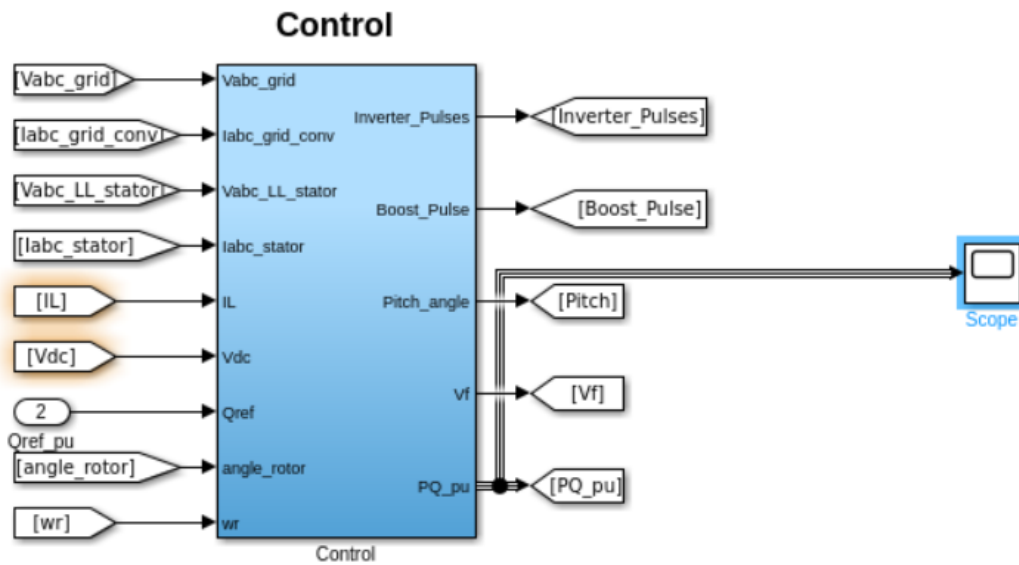 Control
[Vabc_grid]
[Iabc_grid_conv]
[Vabc_LL_stator]
[Iabc_stator]
[IL]
[Vdc]
2
Qref_pu
[angle_rotor]
[wr]
Vabc_grid
Iabc_grid_conv
Vabc_LL_stator
Iabc_stator
IL
Vdc
Qref
angle_rotor
wr
Inverter_Pulses
Boost_Pulse
Pitch_angle
Vf
PQ_pu
Control
[Inverter_Pulses]
[Boost_Pulse]
[Pitch]
[Vf]
[PQ_pu]
Scope